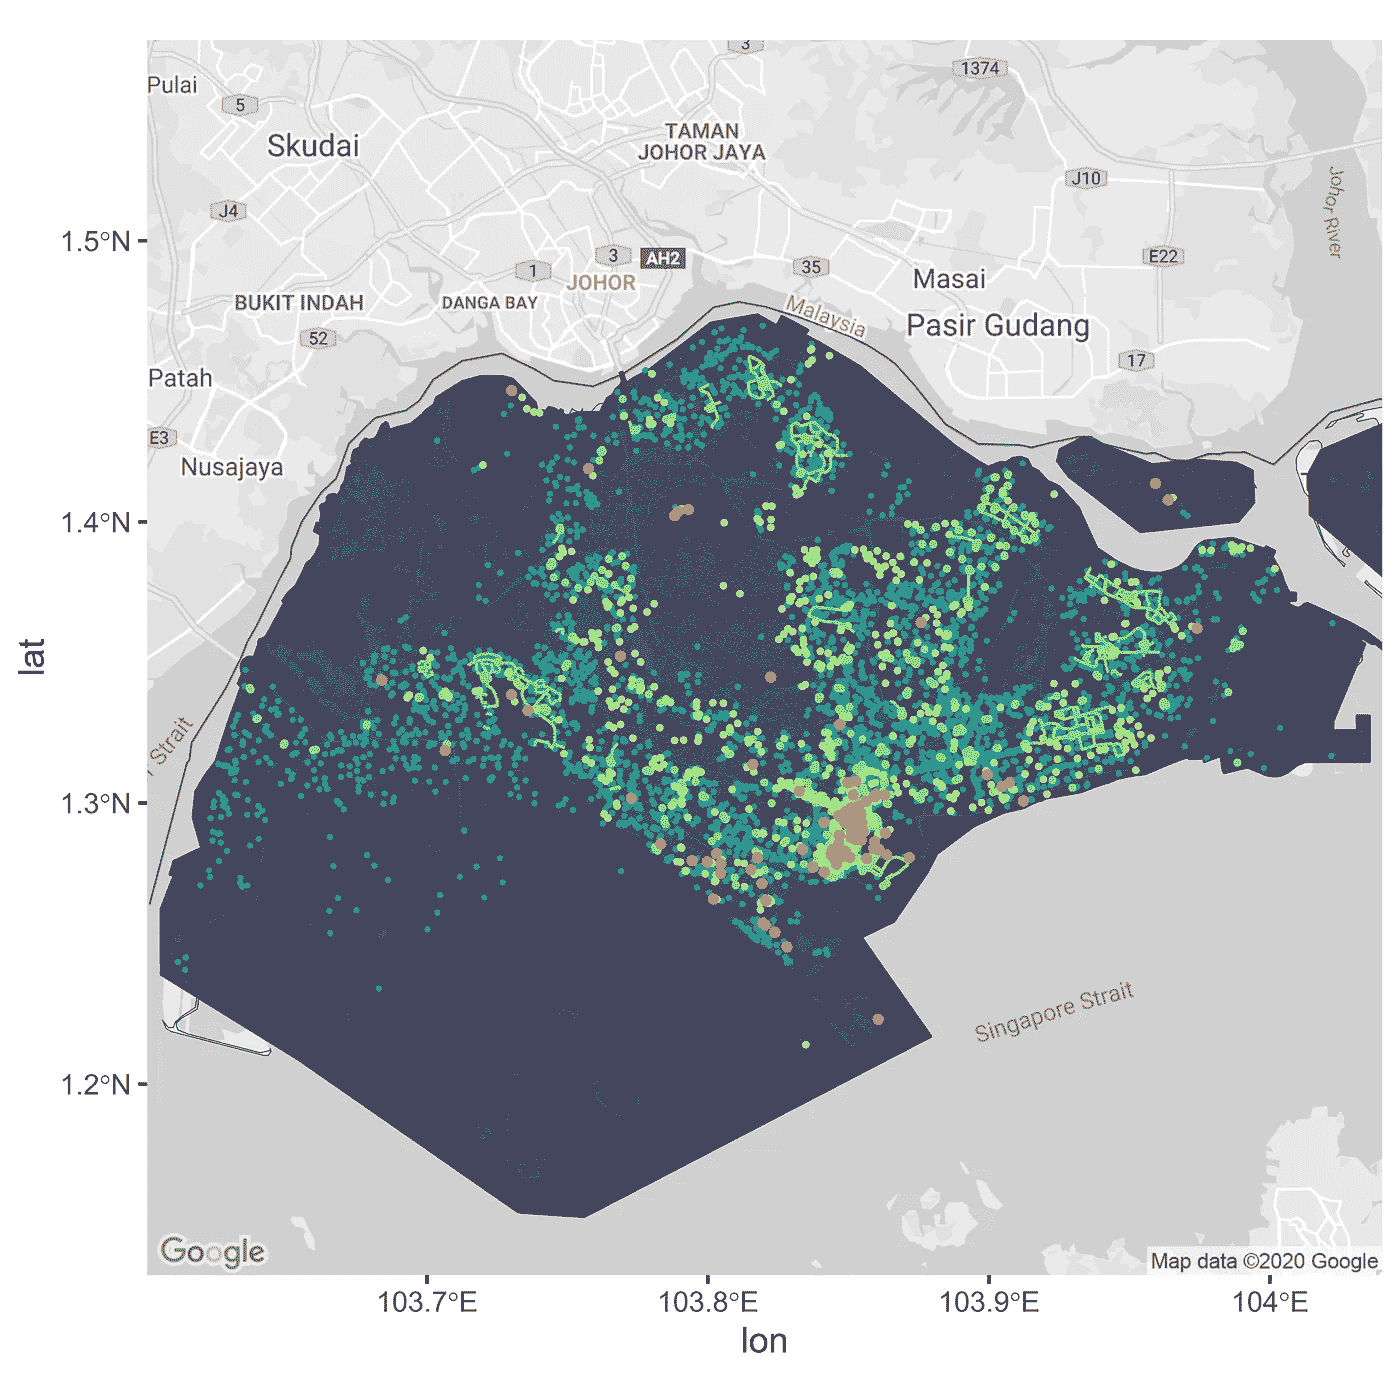 3
1374
Pulai
5
TAMAN
JOHOR JAYA
Skudai
J10
Johor River
J4
1.5°N
3
AH2
E22
1
35
JOHOR
Masai
BUKIT INDAH
DANGA BAY
Malaysia
Pasir Gudang
52
17
Patah
E3
Nusajaya
1.4°N
lat
Strait
1.3°N
Singapore Strait
1.2°N
Google
Map data ©2020 Google
103.7°E
103.8°E
103.9°E
104°E
lon